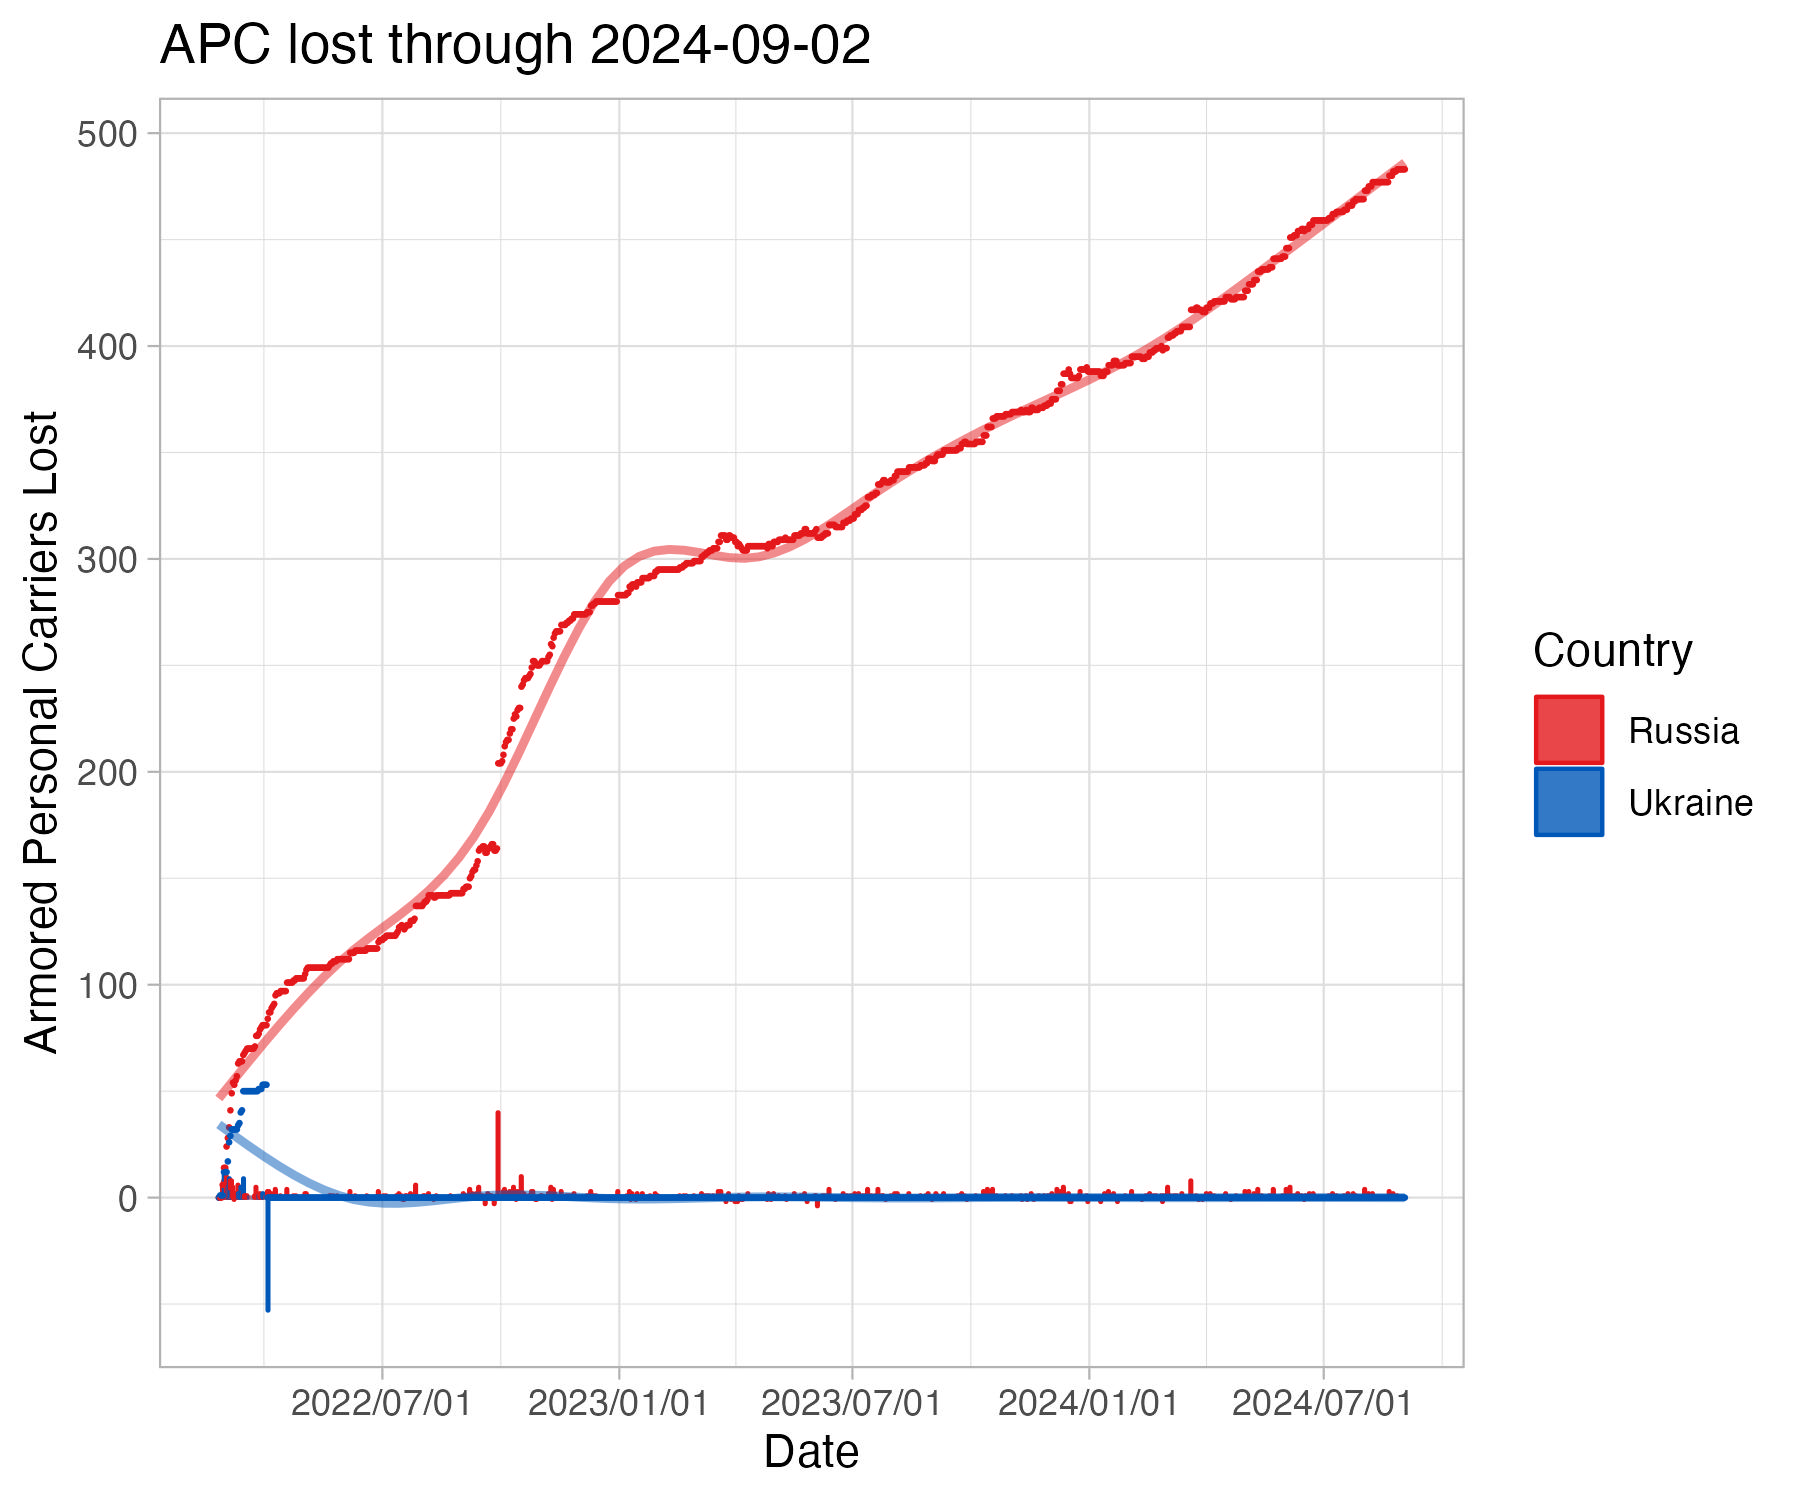 APC lost through 2024-09-02
Armored Personal Carriers Lost
500
400
300
200
100
0
2022/07/01 2023/01/01 2023/07/01 2024/01/01 2024/07/01
Date
Country
Russia
Ukraine